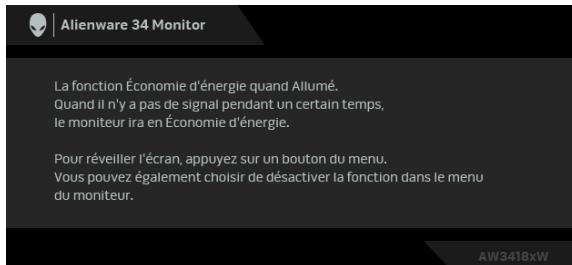 Alienware 34 Monitor
La fonction Économie d'énergie quand Allumé.
Quand il n'y a pas de signal pendant un certain temps,
le moniteur ira en Économie d'énergie.
Pour réveiller l'écran, appuyez sur un bouton du menu.
Vous pouvez également choisir de désactiver la fonction dans le menu
du moniteur.
AW3418xW